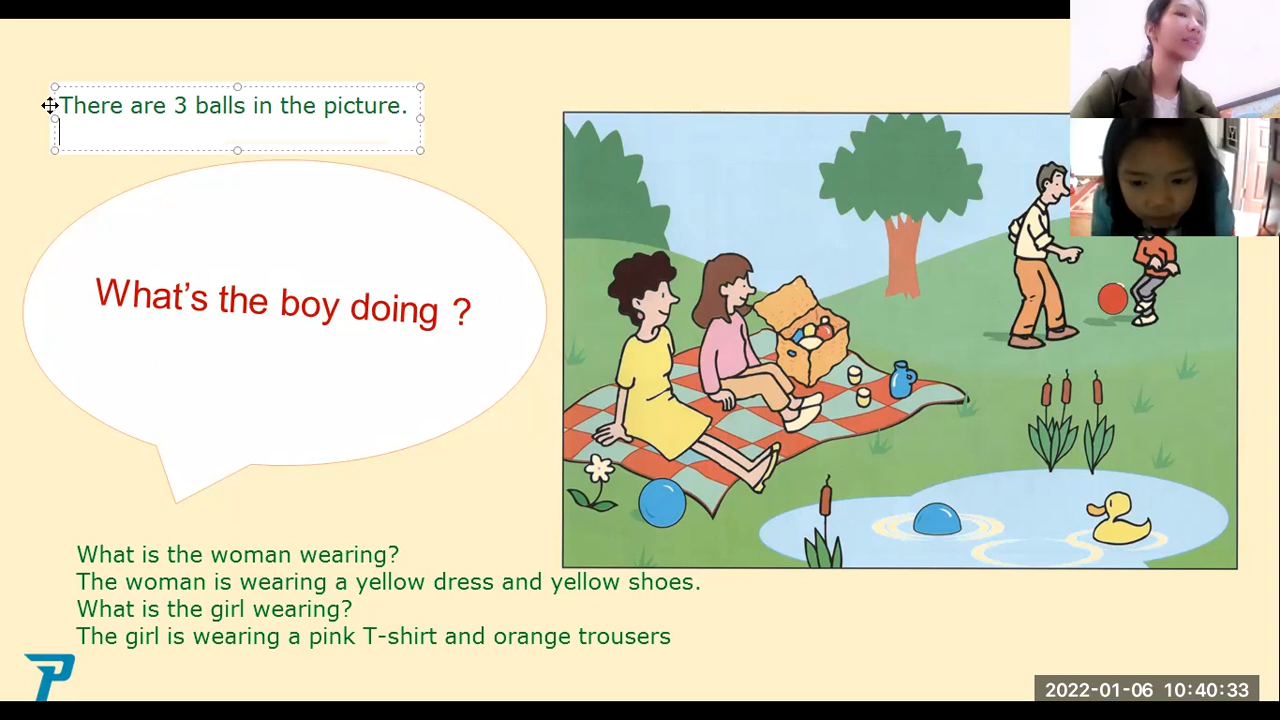 There are 3 balls in the picture.
What's the boy doing ?
What is the woman wearing?
The woman is wearing a yellow dress and yellow shoes.
What is the girl wearing?
The girl is wearing a pink T-shirt and orange trousers
2022-01-06 10:40:33